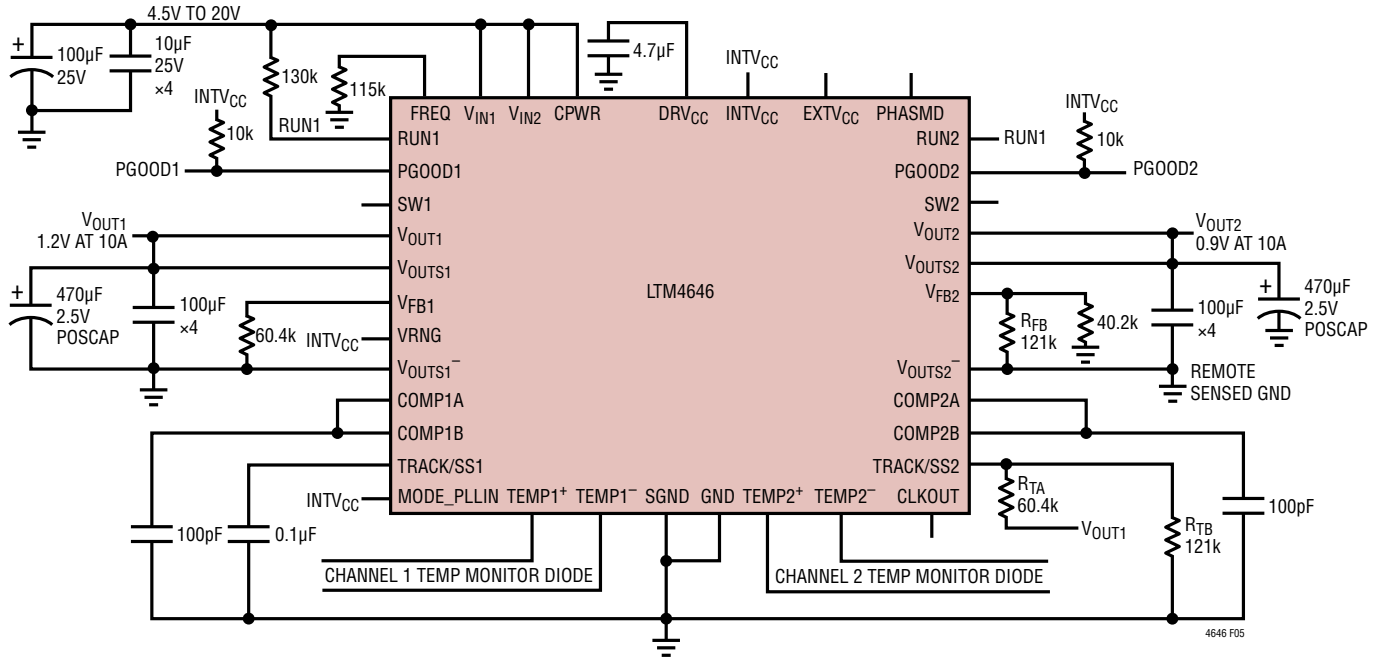 4.5V TO 20V
100µF
25V
10µF
25V
×4
130k
115k
4.7µF
INTVCC
INTVCC
10k
RUN1
PGOOD1
INTVCC
10k
PGOOD2
RUN1
FREQ
VIN1
VIN2
CPWR
DRVCC
INTVCC
EXTVCC
PHASMD
RUN1
PGOOD1
SW1
VOUT1
VOUTS1
VFB1
VRNG
VOUTS1–
COMP1A
COMP1B
TRACK/SS1
MODE_PLLIN
TEMP1+
TEMP1–
SGND
GND
TEMP2+
TEMP2–
CLKOUT
RUN2
PGOOD2
SW2
VOUT2
VOUTS2
VFB2
VOUTS2–
COMP2A
COMP2B
TRACK/SS2
LTM4646
VOUT1
1.2V AT 10A
470µF
2.5V
POSCAP
100µF
×4
60.4k
INTVCC
INTVCC
100pF
0.1µF
VOUT2
0.9V AT 10A
RFB
121k
40.2k
100µF
×4
470µF
2.5V
POSCAP
REMOTE
SENSED GND
RTA
60.4k
VOUT1
RTB
121k
100pF
CHANNEL 1 TEMP MONITOR DIODE
CHANNEL 2 TEMP MONITOR DIODE
4646 F05